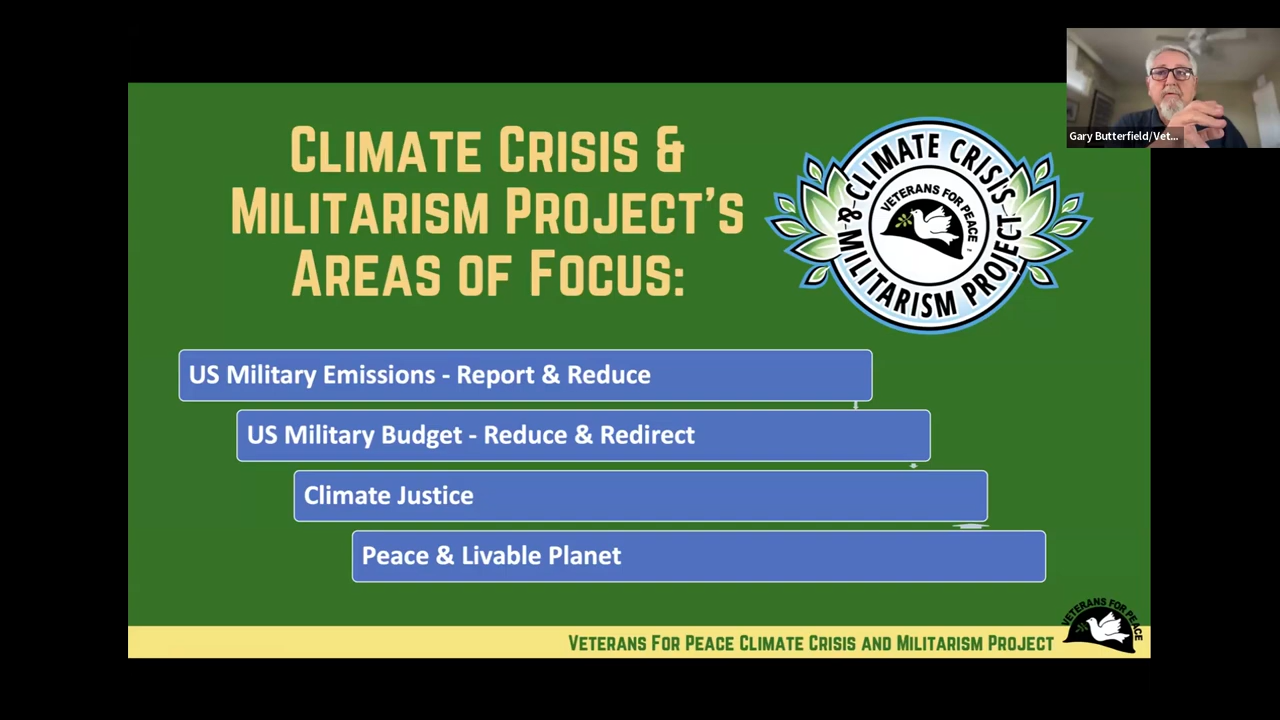 CLIMATE CRISIS &
MILITARISM PROJECT'S
AREAS OF FOCUS:
CLIMATE CRISIS
& MILITARISM PROJECT
VETERANS FOR PEACE
Gary Butterfield/Vet...
US Military Emissions - Report & Reduce
US Military Budget - Reduce & Redirect
Climate Justice
Peace & Livable Planet
VETERANS FOR PEACE CLIMATE CRISIS AND MILITARISM PROJECT
VETERANS FOR PEACE